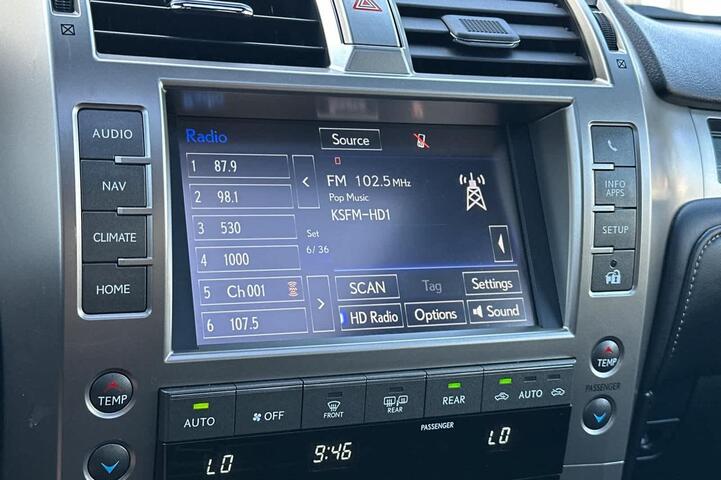 Radio
Source
1 87.9
2 98.1
3 530
4 1000
5 Ch 001
6 107.5
<
Set
6/36
>
FM 102.5 MHz
Pop Music
KSFM-HD1
SCAN
Tag
Settings
HD Radio
Options
Sound
AUDIO
NAV
CLIMATE
HOME
INFO
APPS
SETUP
TEMP
TEMP
PASSENGER
AUTO
OFF
FRONT
REAR
REAR
AUTO
PASSENGER
LO
9:46
LO